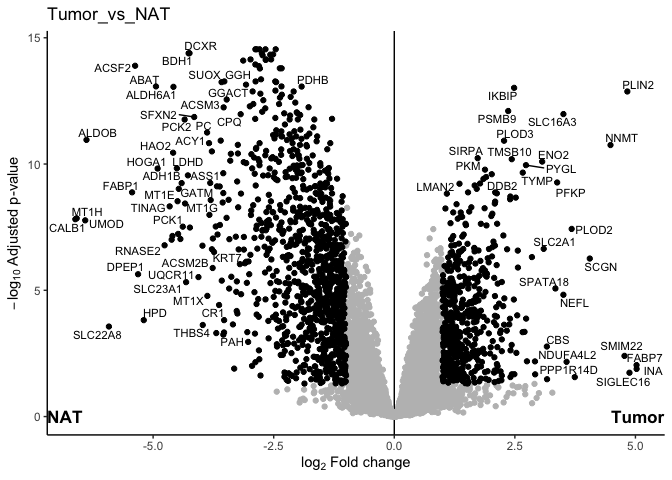 Tumor_vs_NAT
15
DCXR
BDH1
ACSF2
SUOX GGH
PDHB
PLIN2
ABAT
ALDH6A1
GGACT
IKBIP
ACSM3
SFXN2
CPQ
PSMB9
SLC16A3
PCK2 PC
ALDOB
ACY1
PLOD3
NNMT
HAO2
SIRPA TMSB10
ENO2
10
HOGA1 LDHD
PKM
PYGL
ADH1B ASS1
TYMP
FABP1
GATM
LMAN2
DDB2
PFKP
MT1E
TINAG
MT1G
MT1H
PCK1
CALB1 UMOD
PLOD2
RNASE2
KRT7
SLC2A1
DPEP1
ACSM2B
SCGN
UQCR11
SPATA18
5
SLC23A1
MT1X
NEFL
HPD
CR1
SLC22A8
THBS4
PAH
CBS
SMIM22
NDUFA4L2
FABP7
PPP1R14D
INA
SIGLEC16
0
NAT
Tumor
-5.0
-2.5
0.0
2.5
5.0
log2 Fold change
−log10 Adjusted p-value